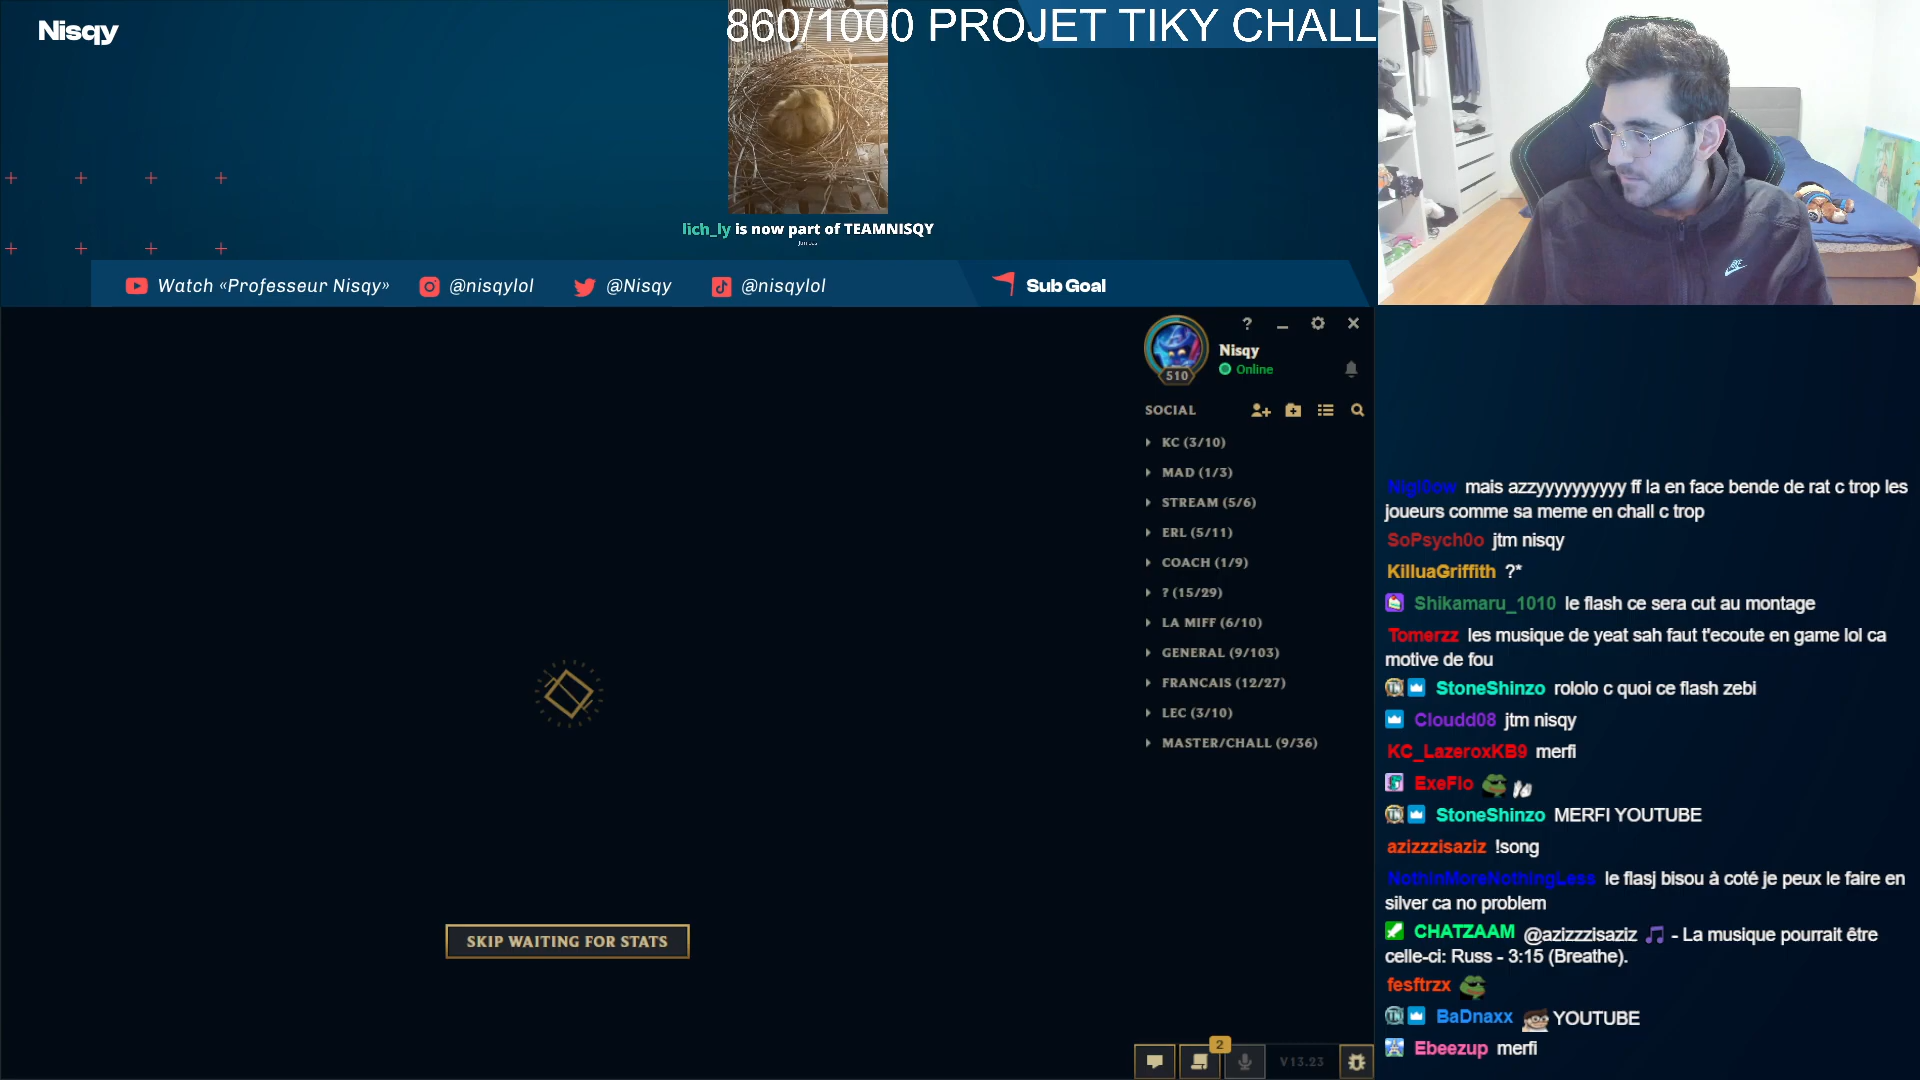 Nisqy
860/1000 PROJET TIKY CHALL
lich_ly is now part of TEAMNISQY
Watch «Professeur Nisqy»
@nisqylol
@Nisqy
@nisqylol
Sub Goal
Nisqy
510
Online
SOCIAL
KC (3/10)
MAD (1/3)
STREAM (5/6)
ERL (5/11)
COACH (1/9)
? (15/29)
LA MIFF (6/10)
GENERAL (9/103)
FRANCAIS (12/27)
LEC (3/10)
MASTER/CHALL (9/36)
SKIP WAITING FOR STATS
2
V13.23
mais azzyyyyyyyyyy ff la en face bende de rat c trop les
joueurs comme sa meme en chall c trop
SoPsych0o jtm nisqy
KilluaGriffith ?*
Shikamaru_1010 le flash ce sera cut au montage
Tomerzz les musique de yeat sah faut t'ecoute en game lol ca
motive de fou
StoneShinzo rololo c quoi ce flash zebi
Cloudd08 jtm nisqy
KC_LazeroxKB9 merfi
ExeFlo
StoneShinzo MERFI YOUTUBE
azizzzisaziz !song
NothInMoreNothingLess le flasj bisou à coté je peux le faire en
silver ca no problem
CHATZAAM @azizzzisaziz 🎵 - La musique pourrait être
celle-ci: Russ - 3:15 (Breathe).
fesftrzx
BaDnaxx YOUTUBE
Ebeezup merfi